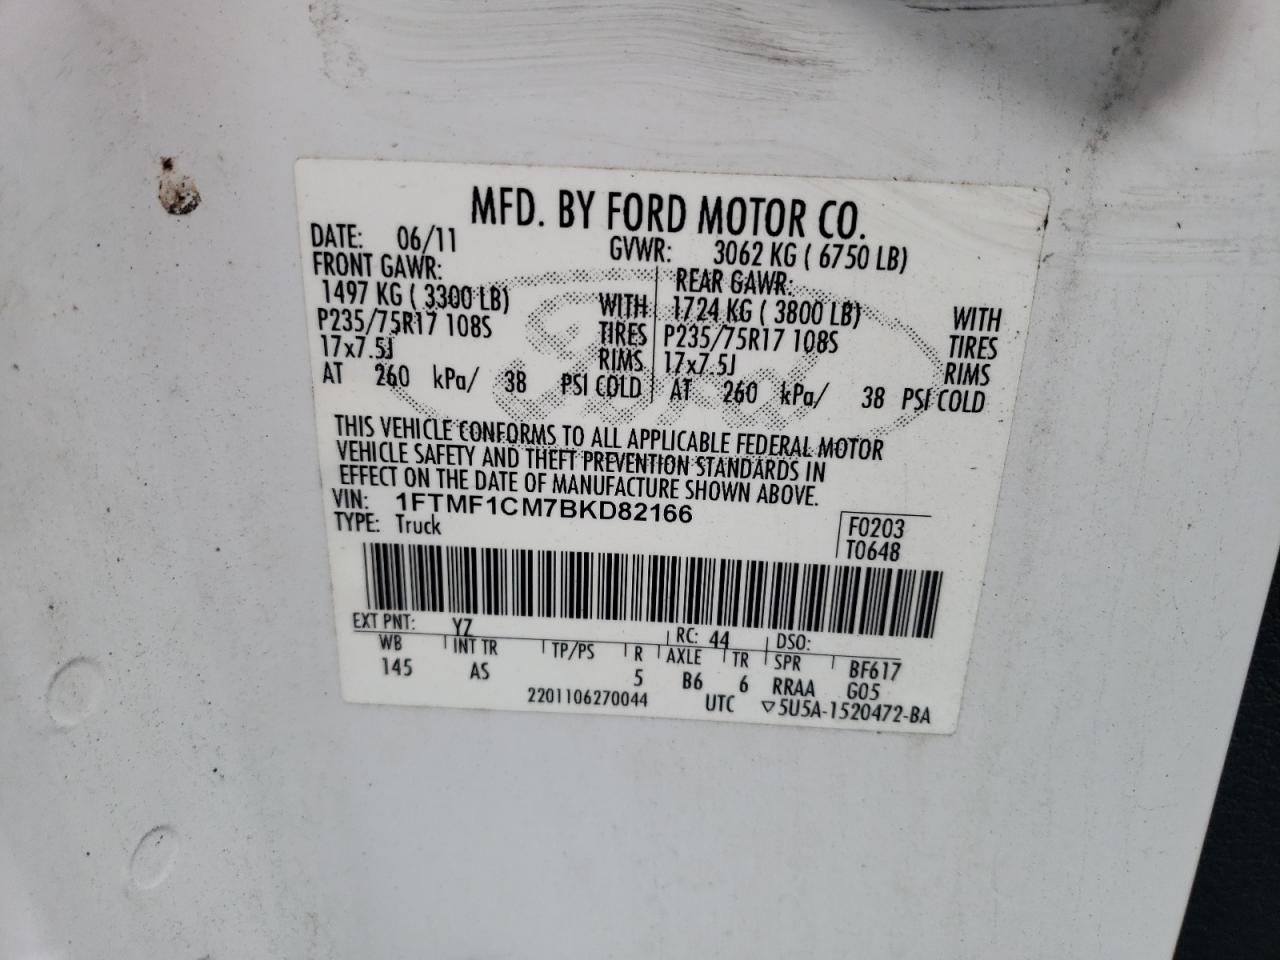 MFD. BY FORD MOTOR CO.
DATE: 06/11 GVWR: 3062 KG ( 6750 LB)
FRONT GAWR: REAR GAWR:
1497 KG ( 3300 LB) WITH 1724 KG ( 3800 LB) WITH
P235/75R17 108S TIRES P235/75R17 108S TIRES
17x7.5J RIMS 17x7.5J RIMS
AT 260 kPa/ 38 PSI COLD AT 260 kPa/ 38 PSI COLD
THIS VEHICLE CONFORMS TO ALL APPLICABLE FEDERAL MOTOR
VEHICLE SAFETY AND THEFT PREVENTION STANDARDS IN
EFFECT ON THE DATE OF MANUFACTURE SHOWN ABOVE.
VIN: 1FTMF1CM7BKD82166
TYPE: Truck F0203
T0648
EXT PNT: YZ RC: 44 DSO:
WB INT TR TP/PS R AXLE TR SPR BF617
145 AS 5 B6 6 RRAA G05
2201106270044 UTC ▽5U5A-1520472-BA